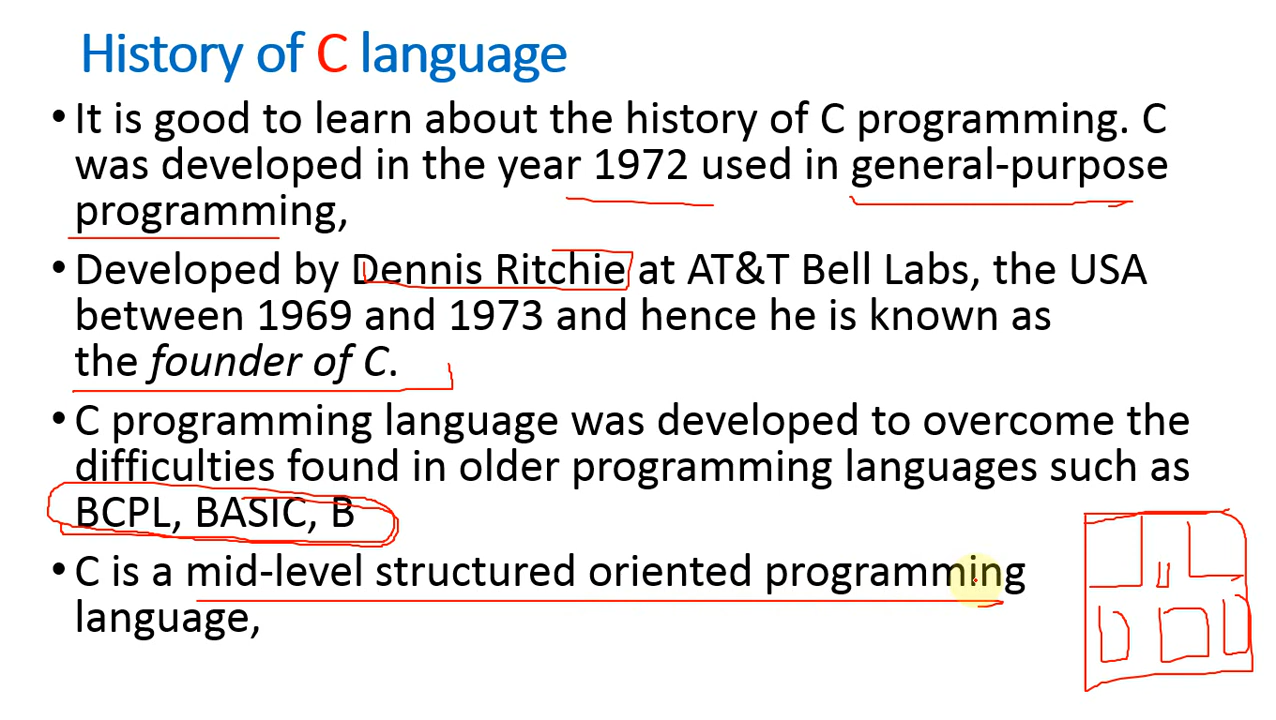 History of C language
• It is good to learn about the history of C programming. C
was developed in the year 1972 used in general-purpose
programming,
• Developed by Dennis Ritchie at AT&T Bell Labs, the USA
between 1969 and 1973 and hence he is known as
the founder of C.
• C programming language was developed to overcome the
difficulties found in older programming languages such as
BCPL, BASIC, B
• C is a mid-level structured oriented programming
language,